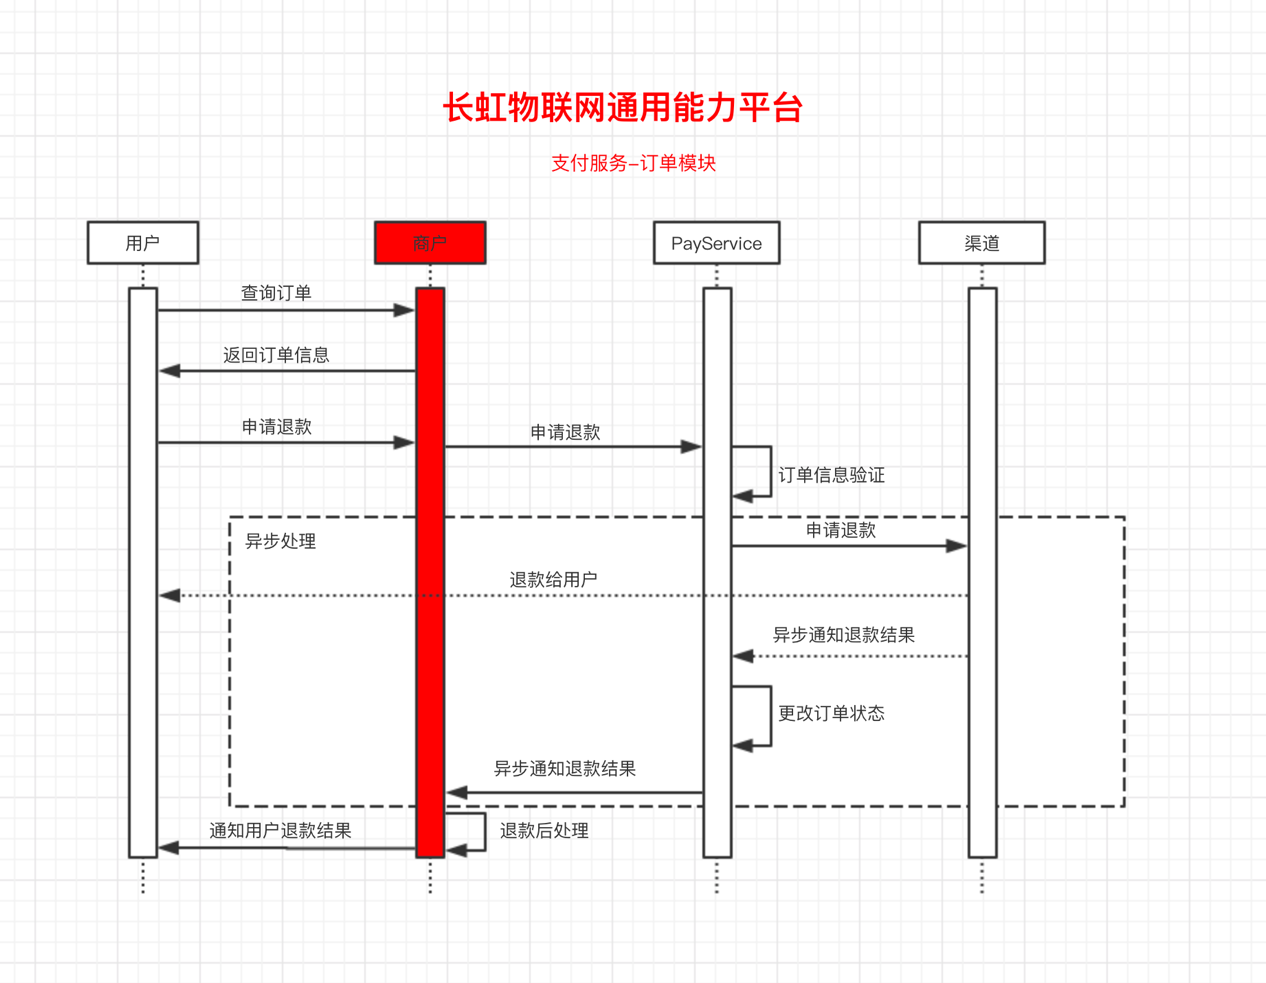 长虹物联网通用能力平台
支付服务-订单模块
用户
商户
PayService
渠道
查询订单
返回订单信息
申请退款
申请退款
订单信息验证
申请退款
异步处理
退款给用户
异步通知退款结果
更改订单状态
异步通知退款结果
通知用户退款结果
退款后处理